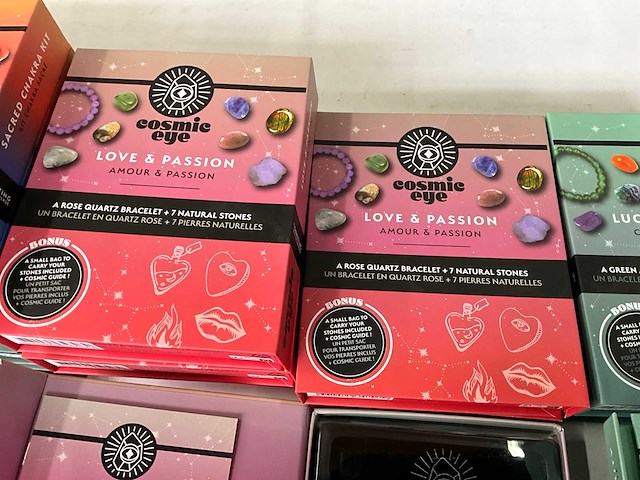 SACRED CHAKRA KIT
cosmic
eye
LOVE & PASSION
AMOUR & PASSION
A ROSE QUARTZ BRACELET + 7 NATURAL STONES
UN BRACELET EN QUARTZ ROSE + 7 PIERRES NATURELLES
BONUS
A SMALL BAG TO
CARRY YOUR
STONES INCLUDED
+ COSMIC GUIDE !
UN PETIT SAC
POUR TRANSPORTER
VOS PIERRES INCLUS
+ COSMIC GUIDE !
cosmic
eye
LOVE & PASSION
AMOUR & PASSION
A ROSE QUARTZ BRACELET + 7 NATURAL STONES
UN BRACELET EN QUARTZ ROSE + 7 PIERRES NATURELLES
BONUS
A SMALL BAG TO
CARRY YOUR
STONES INCLUDED
+ COSMIC GUIDE !
UN PETIT SAC
POUR TRANSPORTER
VOS PIERRES INCLUS
+ COSMIC GUIDE !
A GREEN
UN BRACELET